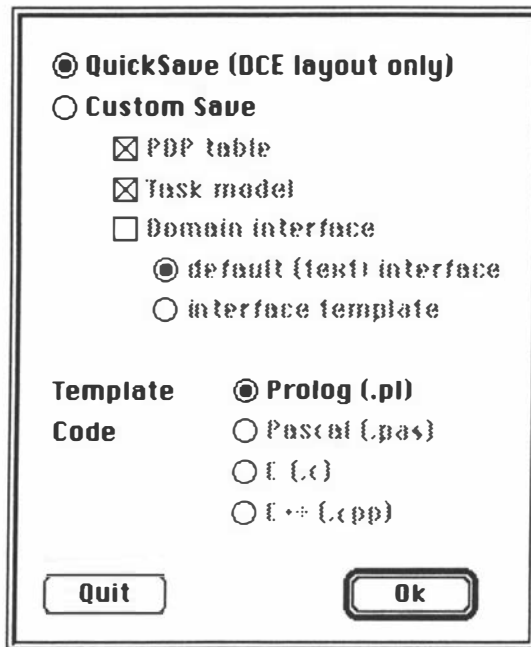 QuickSave (DCE layout only)
Custom Save
PDP table
Task model
Domain interface
default (text) interface
interface template
Template
Prolog (.pl)
Code
Pascal (.pas)
C (.c)
C++ (.cpp)
Quit
Ok